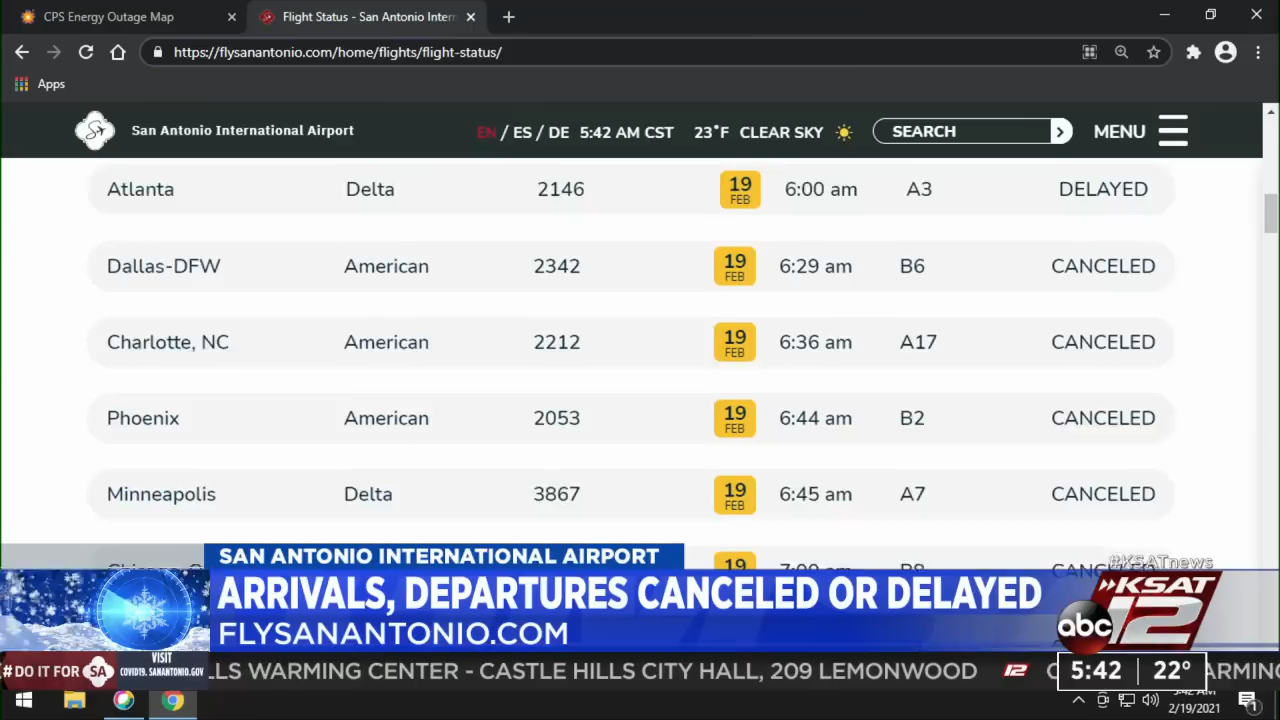 CPS Energy Outage Map
Flight Status - San Antonio Intern
https://flysanantonio.com/home/flights/flight-status/
Apps
San Antonio International Airport
EN / ES / DE 5:42 AM CST 23°F CLEAR SKY SEARCH MENU
Atlanta Delta 2146 19 FEB 6:00 am A3 DELAYED
Dallas-DFW American 2342 19 FEB 6:29 am B6 CANCELED
Charlotte, NC American 2212 19 FEB 6:36 am A17 CANCELED
Phoenix American 2053 19 FEB 6:44 am B2 CANCELED
Minneapolis Delta 3867 19 FEB 6:45 am A7 CANCELED
19
SAN ANTONIO INTERNATIONAL AIRPORT
#KSATnews
ARRIVALS, DEPARTURES CANCELED OR DELAYED
FLYSANANTONIO.COM
abc KSAT 12
#DO IT FOR SA
VISIT
COVID19.SANANTONIO.GOV
LLS WARMING CENTER - CASTLE HILLS CITY HALL, 209 LEMONWOOD 12
5:42 22°
ARMING
2/19/2021
1